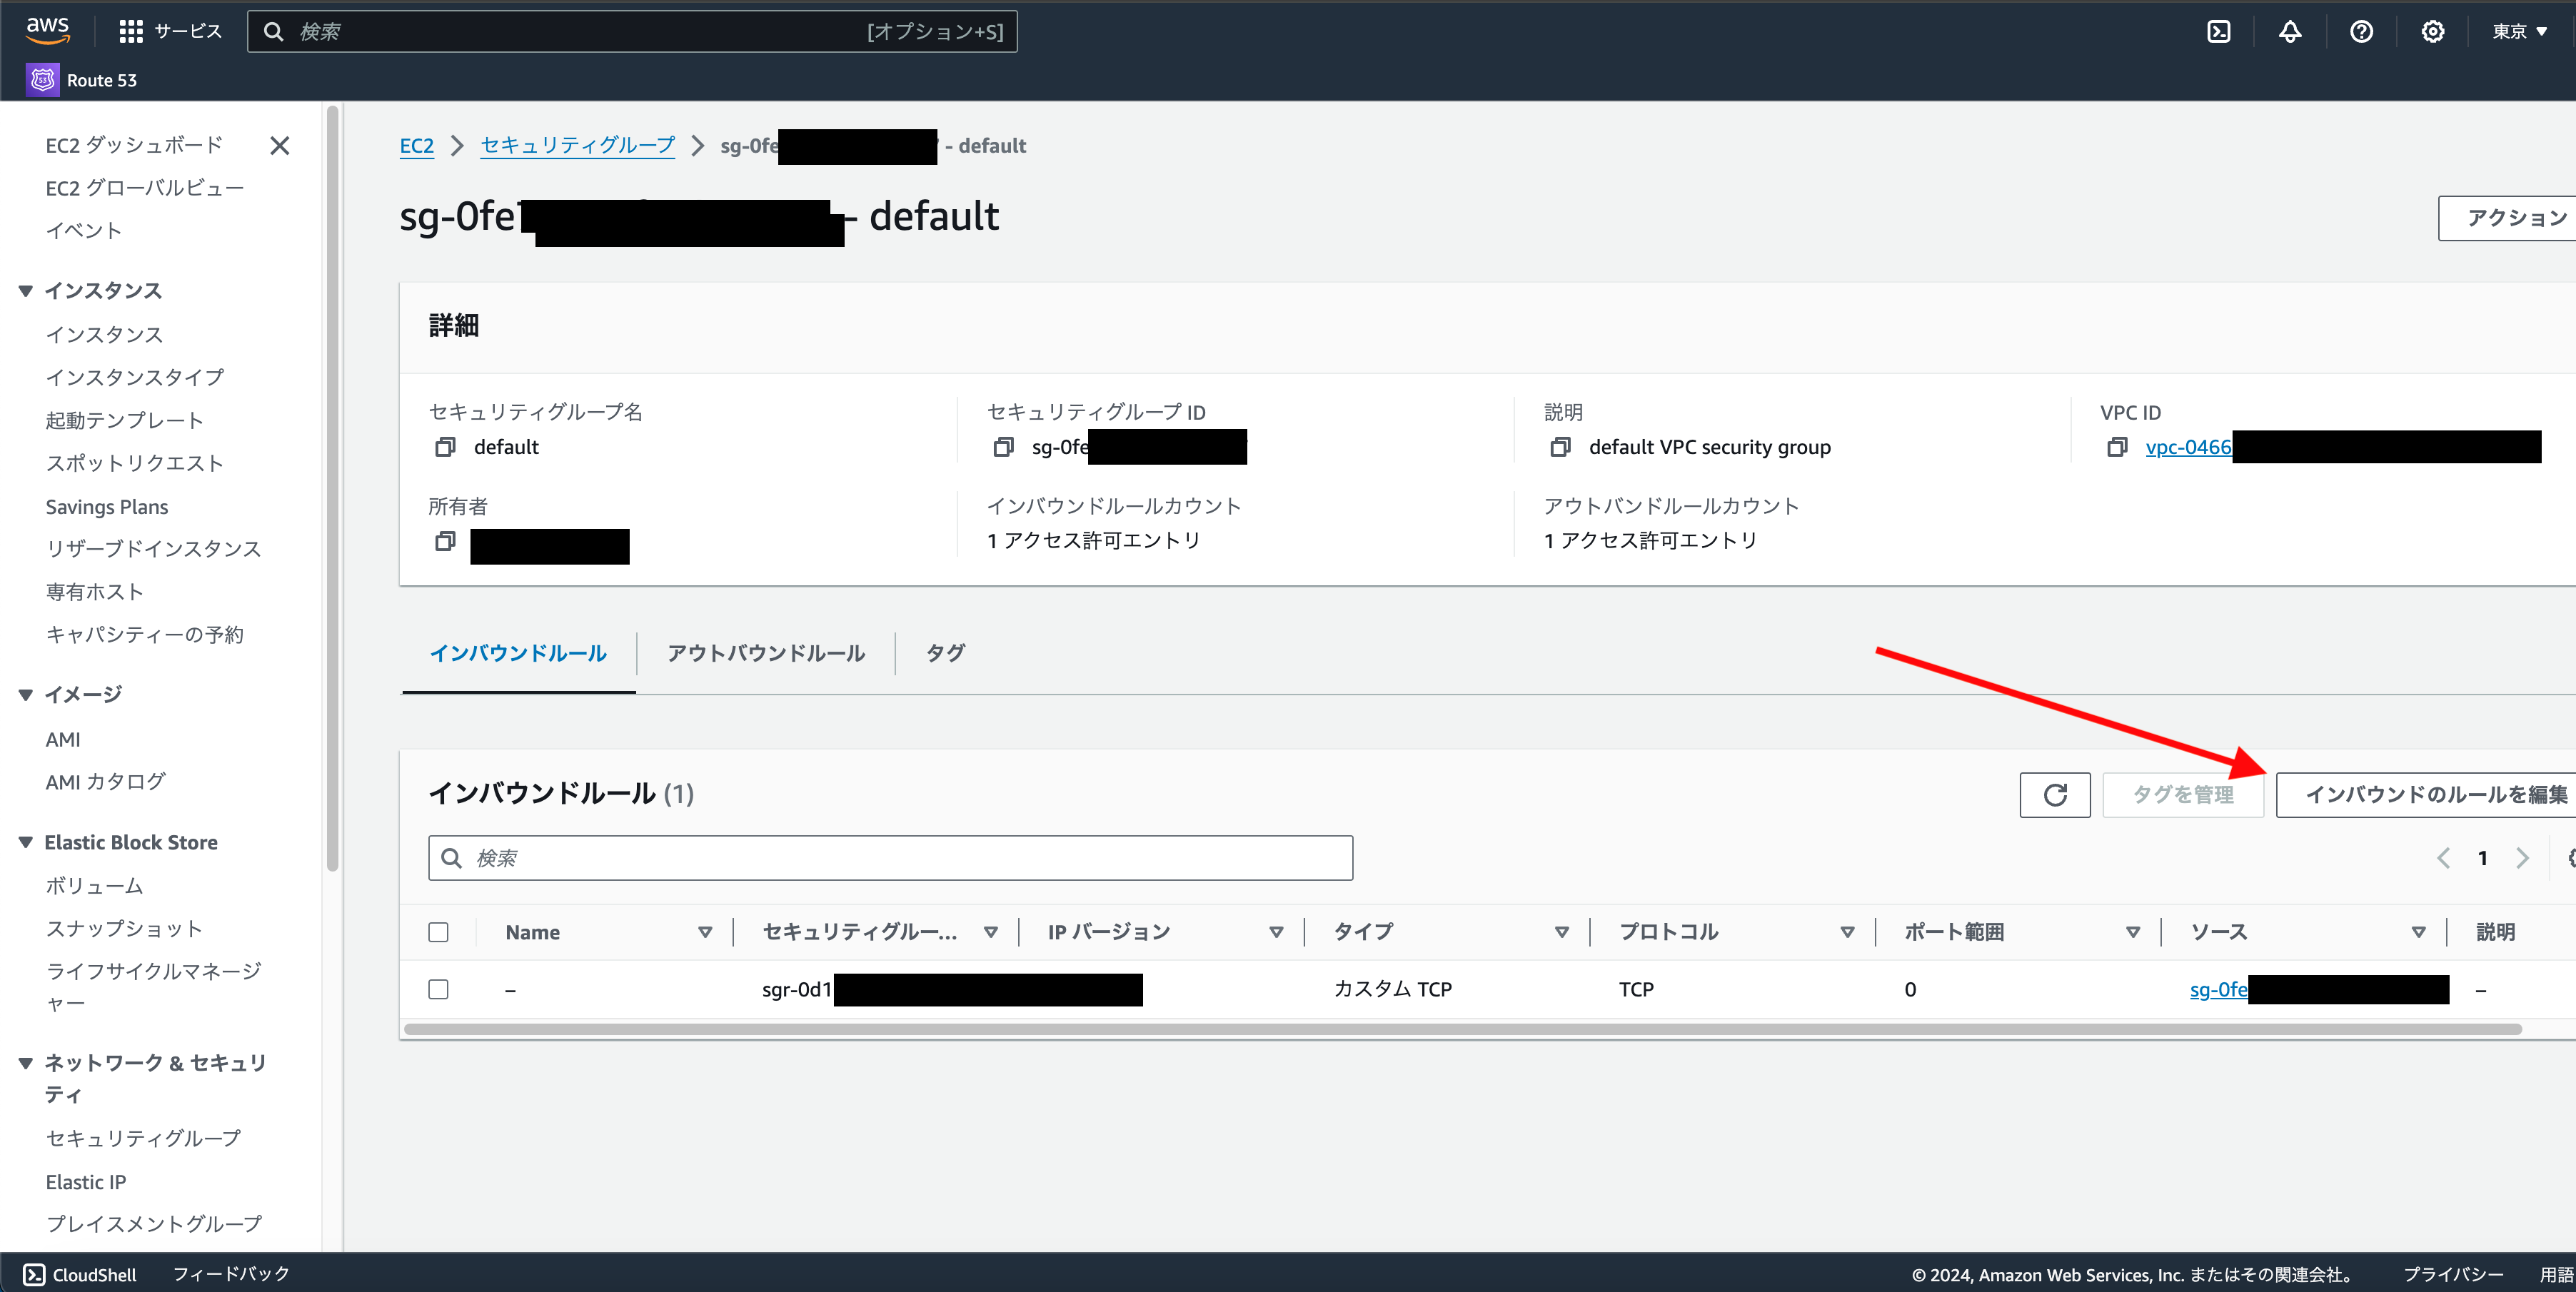 aws
サービス
検索
[オプション+S]
東京 ▼
Route 53
EC2 ダッシュボード
EC2 グローバルビュー
イベント
▼ インスタンス
インスタンス
インスタンスタイプ
起動テンプレート
スポットリクエスト
Savings Plans
リザーブドインスタンス
専有ホスト
キャパシティーの予約
▼ イメージ
AMI
AMI カタログ
▼ Elastic Block Store
ボリューム
スナップショット
ライフサイクルマネージ
ャー
▼ ネットワーク & セキュリ
ティ
セキュリティグループ
Elastic IP
プレイスメントグループ
EC2 > セキュリティグループ > sg-0fe - default
sg-0fe - default
アクション
詳細
セキュリティグループ名
default
セキュリティグループ ID
sg-0fe
説明
default VPC security group
VPC ID
vpc-0466
所有者
インバウンドルールカウント
1 アクセス許可エントリ
アウトバンドルールカウント
1 アクセス許可エントリ
インバウンドルール
アウトバウンドルール
タグ
インバウンドルール (1)
タグを管理
インバウンドのルールを編集
検索
1
Name セキュリティグルー... IP バージョン タイプ プロトコル ポート範囲 ソース 説明
– sgr-0d1 カスタム TCP TCP 0 sg-0fe –
CloudShell
フィードバック
© 2024, Amazon Web Services, Inc. またはその関連会社。
プライバシー
用語